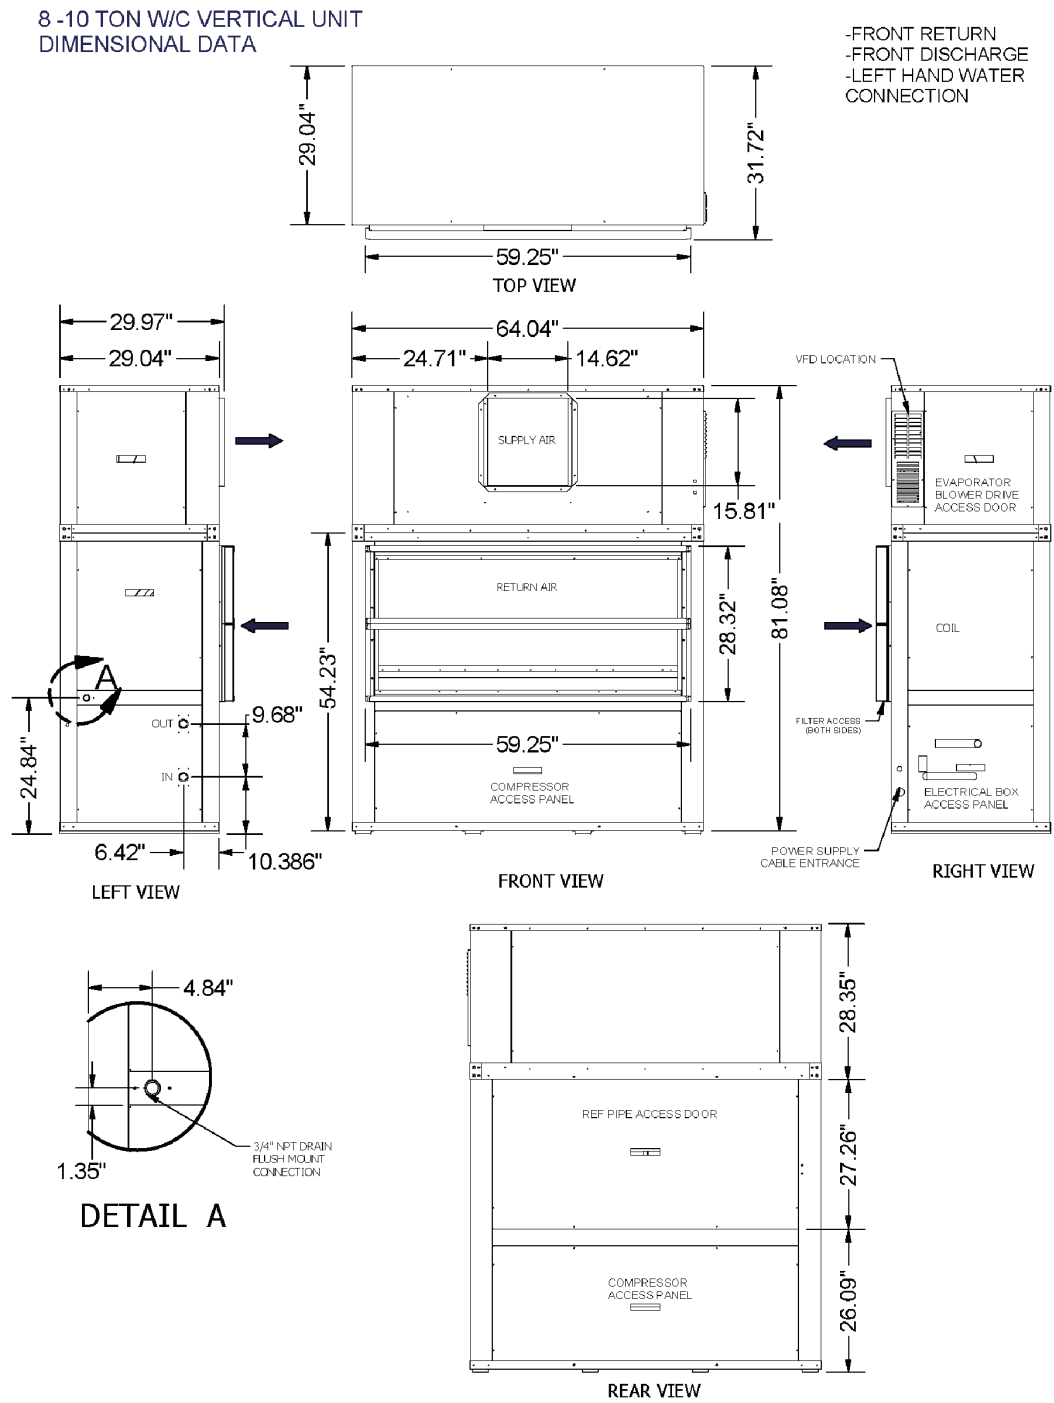 8 -10 TON W/C VERTICAL UNIT
DIMENSIONAL DATA
-FRONT RETURN
-FRONT DISCHARGE
-LEFT HAND WATER
CONNECTION
29.04"
31.72"
59.25"
TOP VIEW
29.97"
29.04"
OUT
IN
A
9.68"
24.84"
6.42"
10.386"
LEFT VIEW
64.04"
24.71"
14.62"
SUPPLY AIR
15.81"
RETURN AIR
28.32"
81.08"
54.23"
59.25"
COMPRESSOR
ACCESS PANEL
FRONT VIEW
VFD LOCATION
EVAPORATOR
BLOWER DRIVE
ACCESS DOOR
COIL
FILTER ACCESS
(BOTH SIDES)
ELECTRICAL BOX
ACCESS PANEL
POWER SUPPLY
CABLE ENTRANCE
RIGHT VIEW
4.84"
1.35"
3/4" NPT DRAIN
FLUSH MOUNT
CONNECTION
DETAIL A
28.35"
REF PIPE ACCESS DOOR
27.26"
COMPRESSOR
ACCESS PANEL
26.09"
REAR VIEW